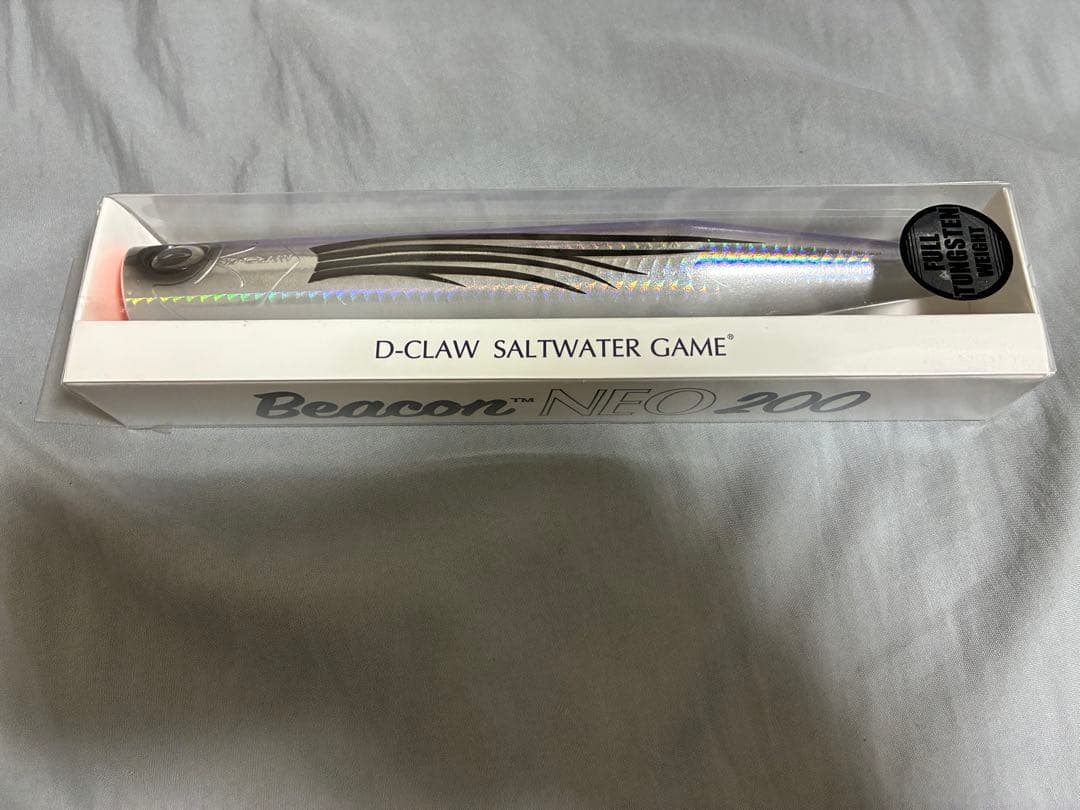 FULL
TUNGSTEN
WEIGHT
D-CLAW SALTWATER GAME®
Beacon™ NEO 200